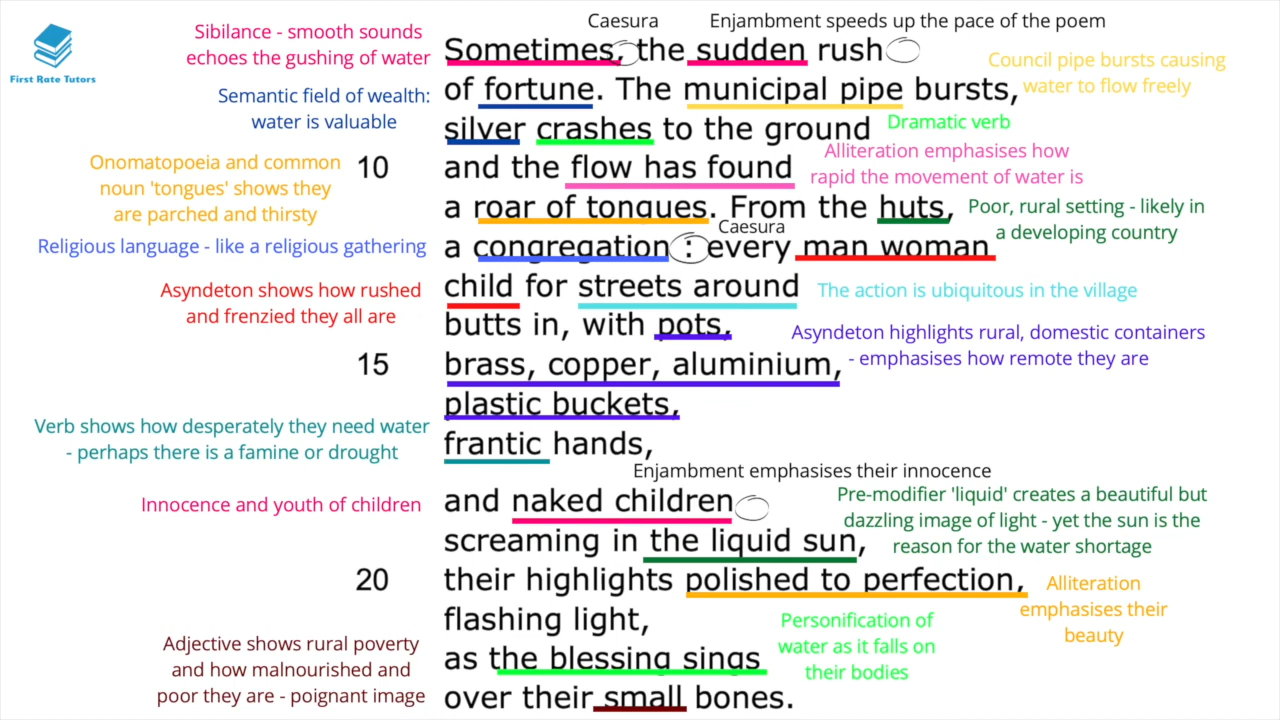 Caesura
Enjambment speeds up the pace of the poem
Sibilance - smooth sounds
echoes the gushing of water
First Rate Tutors
Sometimes, the sudden rush
Council pipe bursts causing
water to flow freely
Semantic field of wealth:
water is valuable
of fortune. The municipal pipe bursts,
silver crashes to the ground
Dramatic verb
Onomatopoeia and common
noun 'tongues' shows they
are parched and thirsty
10
and the flow has found
Alliteration emphasises how
rapid the movement of water is
a roar of tongues. From the huts,
Poor, rural setting - likely in
a developing country
Caesura
Religious language - like a religious gathering
a congregation : every man woman
Asyndeton shows how rushed
and frenzied they all are
child for streets around
The action is ubiquitous in the village
butts in, with pots,
Asyndeton highlights rural, domestic containers
- emphasises how remote they are
15
brass, copper, aluminium,
plastic buckets,
Verb shows how desperately they need water
- perhaps there is a famine or drought
frantic hands,
Enjambment emphasises their innocence
Innocence and youth of children
and naked children
Pre-modifier 'liquid' creates a beautiful but
dazzling image of light - yet the sun is the
reason for the water shortage
screaming in the liquid sun,
20
their highlights polished to perfection,
Alliteration
emphasises their
beauty
flashing light,
Personification of
water as it falls on
their bodies
Adjective shows rural poverty
and how malnourished and
poor they are - poignant image
as the blessing sings
over their small bones.